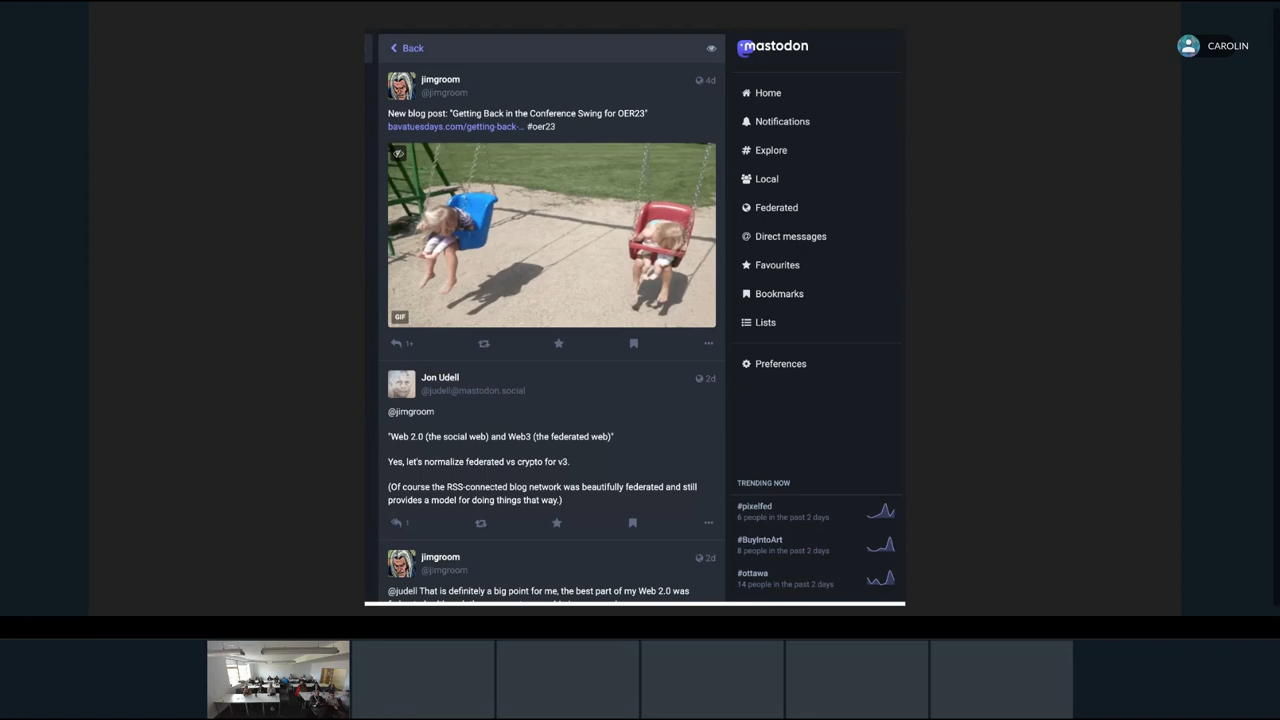 Back
jimgroom
@jimgroom
4d
New blog post: "Getting Back in the Conference Swing for OER23"
bavatuesdays.com/getting-back-... #oer23
GIF
1+
Jon Udell
@judell@mastodon.social
2d
@jimgroom
"Web 2.0 (the social web) and Web3 (the federated web)"
Yes, let's normalize federated vs crypto for v3.
(Of course the RSS-connected blog network was beautifully federated and still
provides a model for doing things that way.)
1
jimgroom
@jimgroom
2d
@judell That is definitely a big point for me, the best part of my Web 2.0 was
mastodon
Home
Notifications
Explore
Local
Federated
Direct messages
Favourites
Bookmarks
Lists
Preferences
TRENDING NOW
#pixelfed
6 people in the past 2 days
#BuyIntoArt
8 people in the past 2 days
#ottawa
14 people in the past 2 days
CAROLIN